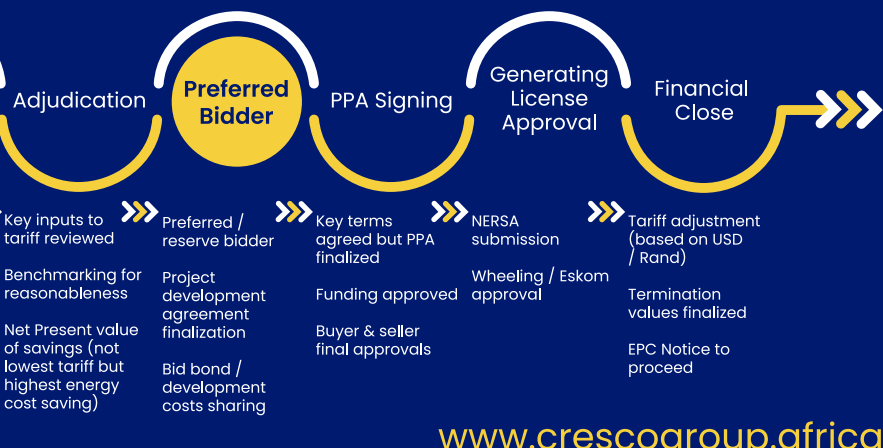 Adjudication
Preferred
Bidder
PPA Signing
Generating
License
Approval
Financial
Close
Key inputs to
tariff reviewed
Benchmarking for
reasonableness
Net Present value
of savings (not
lowest tariff but
highest energy
cost saving)
Preferred /
reserve bidder
Project
development
agreement
finalization
Bid bond /
development
costs sharing
Key terms
agreed but PPA
finalized
Funding approved
Buyer & seller
final approvals
NERSA
submission
Wheeling / Eskom
approval
Tariff adjustment
(based on USD
/ Rand)
Termination
values finalized
EPC Notice to
proceed
www.crescogroup.africa